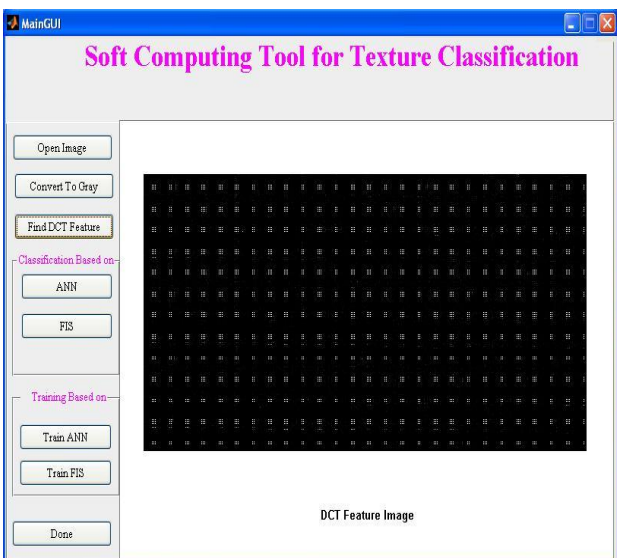 MainGUI
Soft Computing Tool for Texture Classification
Open Image
Convert To Gray
Find DCT Feature
Classification Based on
ANN
FIS
Training Based on
Train ANN
Train FIS
Done
DCT Feature Image